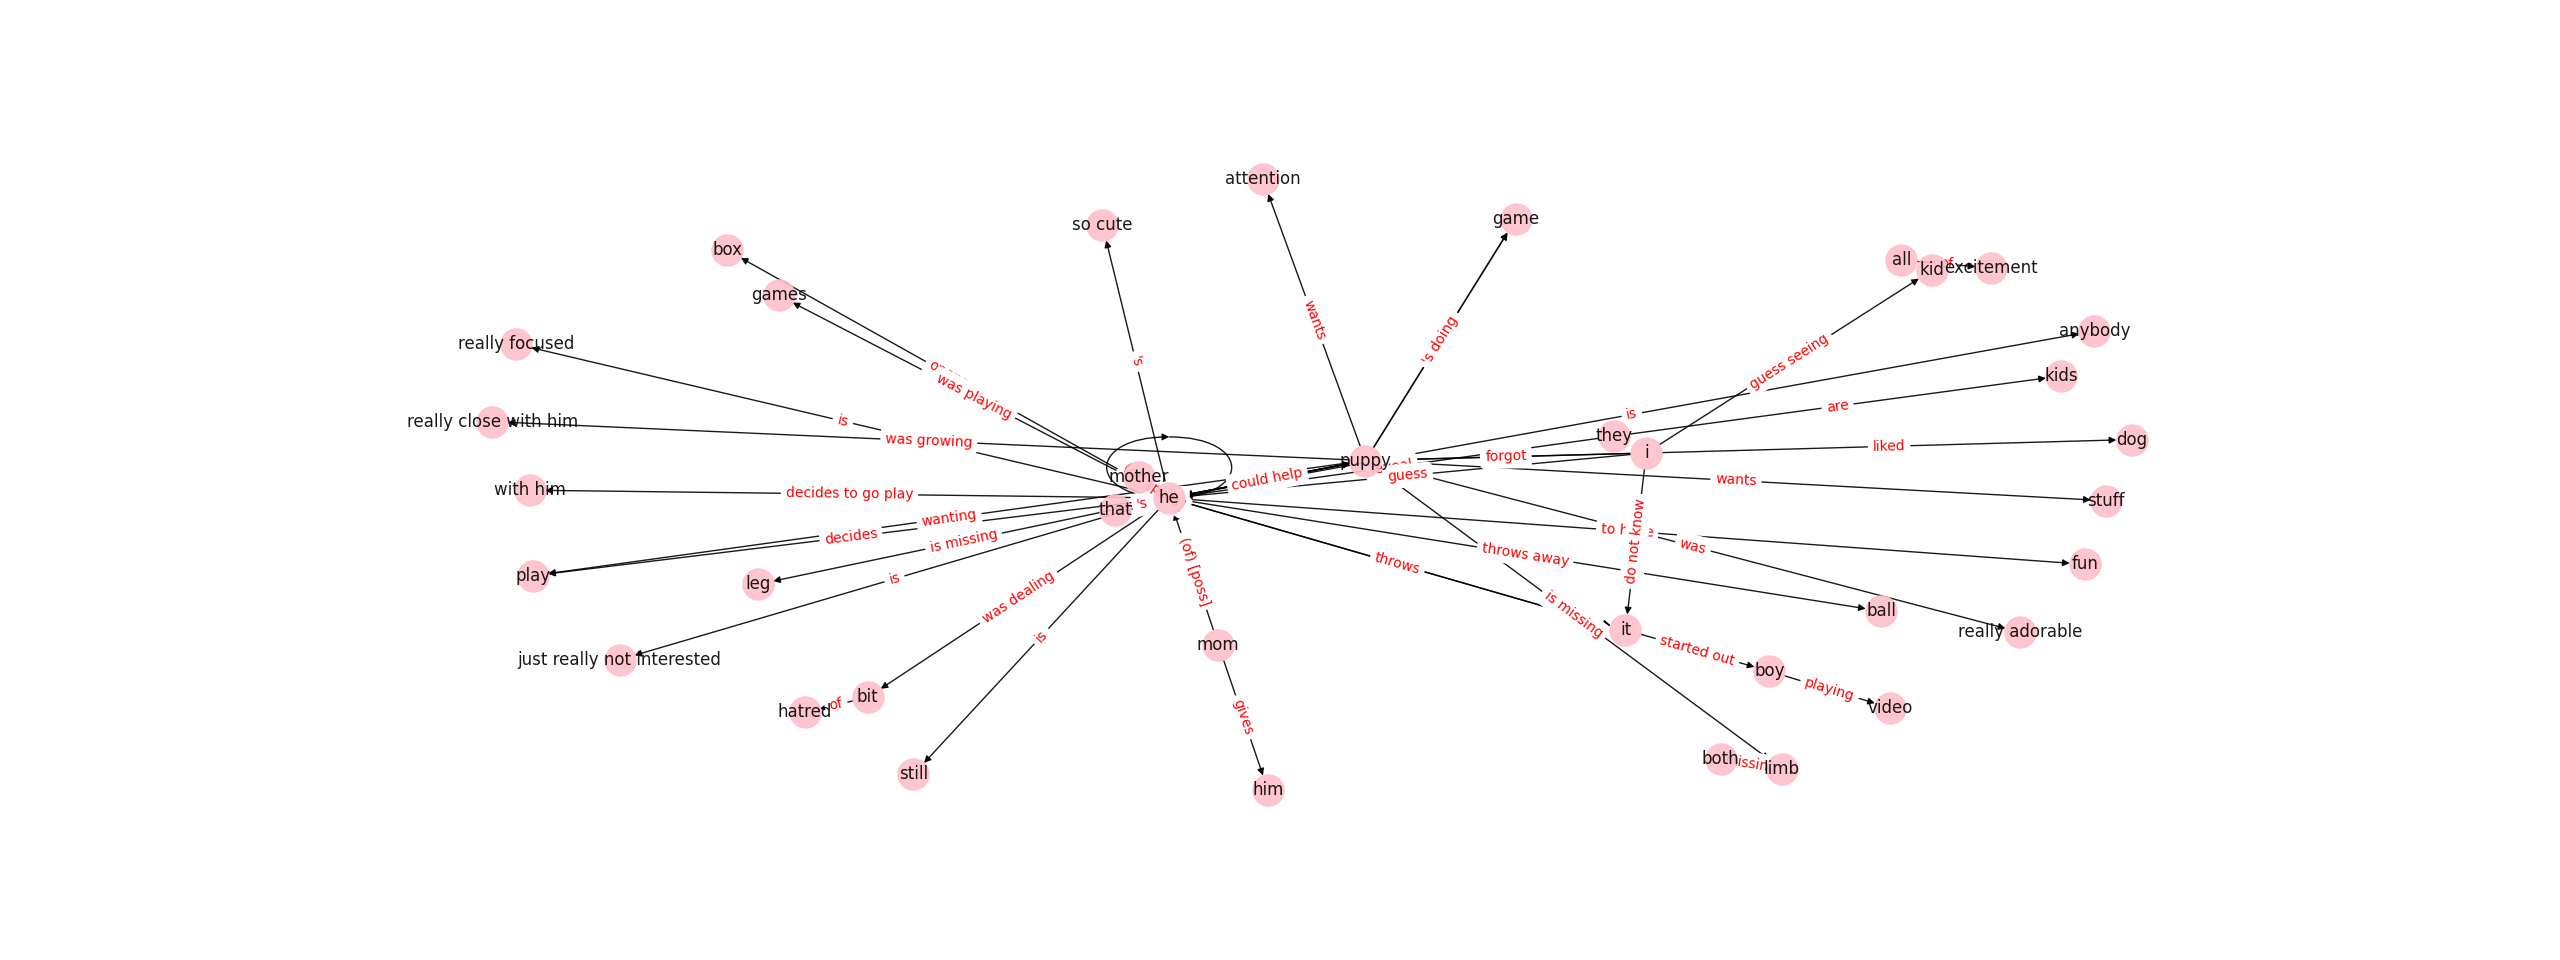 attention
game
so cute
box
all
kid
excitement
games
anybody
wants
's doing
really focused
's
guess seeing
kids
was playing
is
are
really close with him
is
was growing
they
dog
liked
i
forgot
puppy
guess
could help
mother
wants
with him
decides to go play
he
's
that
stuff
wanting
decides
is missing
throws away
was
do not know
fun
play
leg
is
(of) [poss]
throws
was dealing
is missing
ball
it
really adorable
is
started out
mom
just really not interested
boy
playing
bit
of
hatred
gives
video
both
limb
still
him